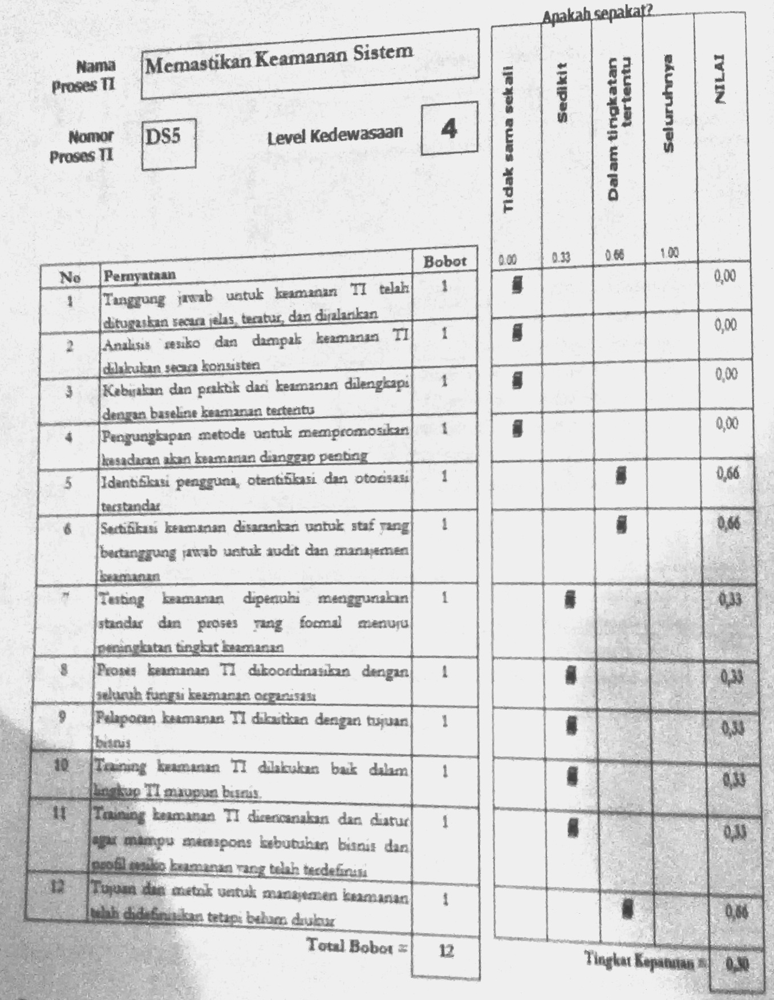 Apakah sepakat?
Nama
Proses TI
Memastikan Keamanan Sistem
Nomor
Proses TI
DS5
Level Kedewasaan
4
Tidak sama sekali
Sedikit
Dalam tingkatan
tertentu
Seluruhnya
NILAI
No Pernyataan Bobot 0.00 0.33 0.66 1.00
1 Tanggung jawab untuk keamanan TI telah 1 0,00
ditugaskan secara jelas, teratur, dan dijalankan
2 Analisis resiko dan dampak keamanan TI 1 0,00
dilakukan secara konsisten
3 Kebijakan dan praktik dari keamanan dilengkapi 1 0,00
dengan baseline keamanan tertentu
4 Pengungkapan metode untuk mempromosikan 1 0,00
kesadaran akan keamanan dianggap penting
5 Identifikasi pengguna, otentifikasi dan otorisasi 1 0,66
terstandar
6 Sertifikasi keamanan disarankan untuk staf yang 1 0,66
bertanggung jawab untuk audit dan manajemen
keamanan
7 Testing keamanan dipenuhi menggunakan 1 0,33
standar dan proses yang formal menuju
peningkatan tingkat keamanan
8 Proses keamanan TI dikoordinasikan dengan 1 0,33
seluruh fungsi keamanan organisasi
9 Pelaporan keamanan TI dikaitkan dengan tujuan 1 0,33
bisnis
10 Training keamanan TI dilakukan baik dalam 1 0,33
lingkup TI maupun bisnis.
11 Training keamanan TI direncanakan dan diatur 1 0,33
agar mampu merespons kebutuhan bisnis dan
profil resiko keamanan yang telah terdefinisi
12 Tujuan dan metrik untuk manajemen keamanan 1 0,66
telah didefinisikan tetapi belum diukur
Total Bobot = 12
Tingkat Kepatutan = 0,30